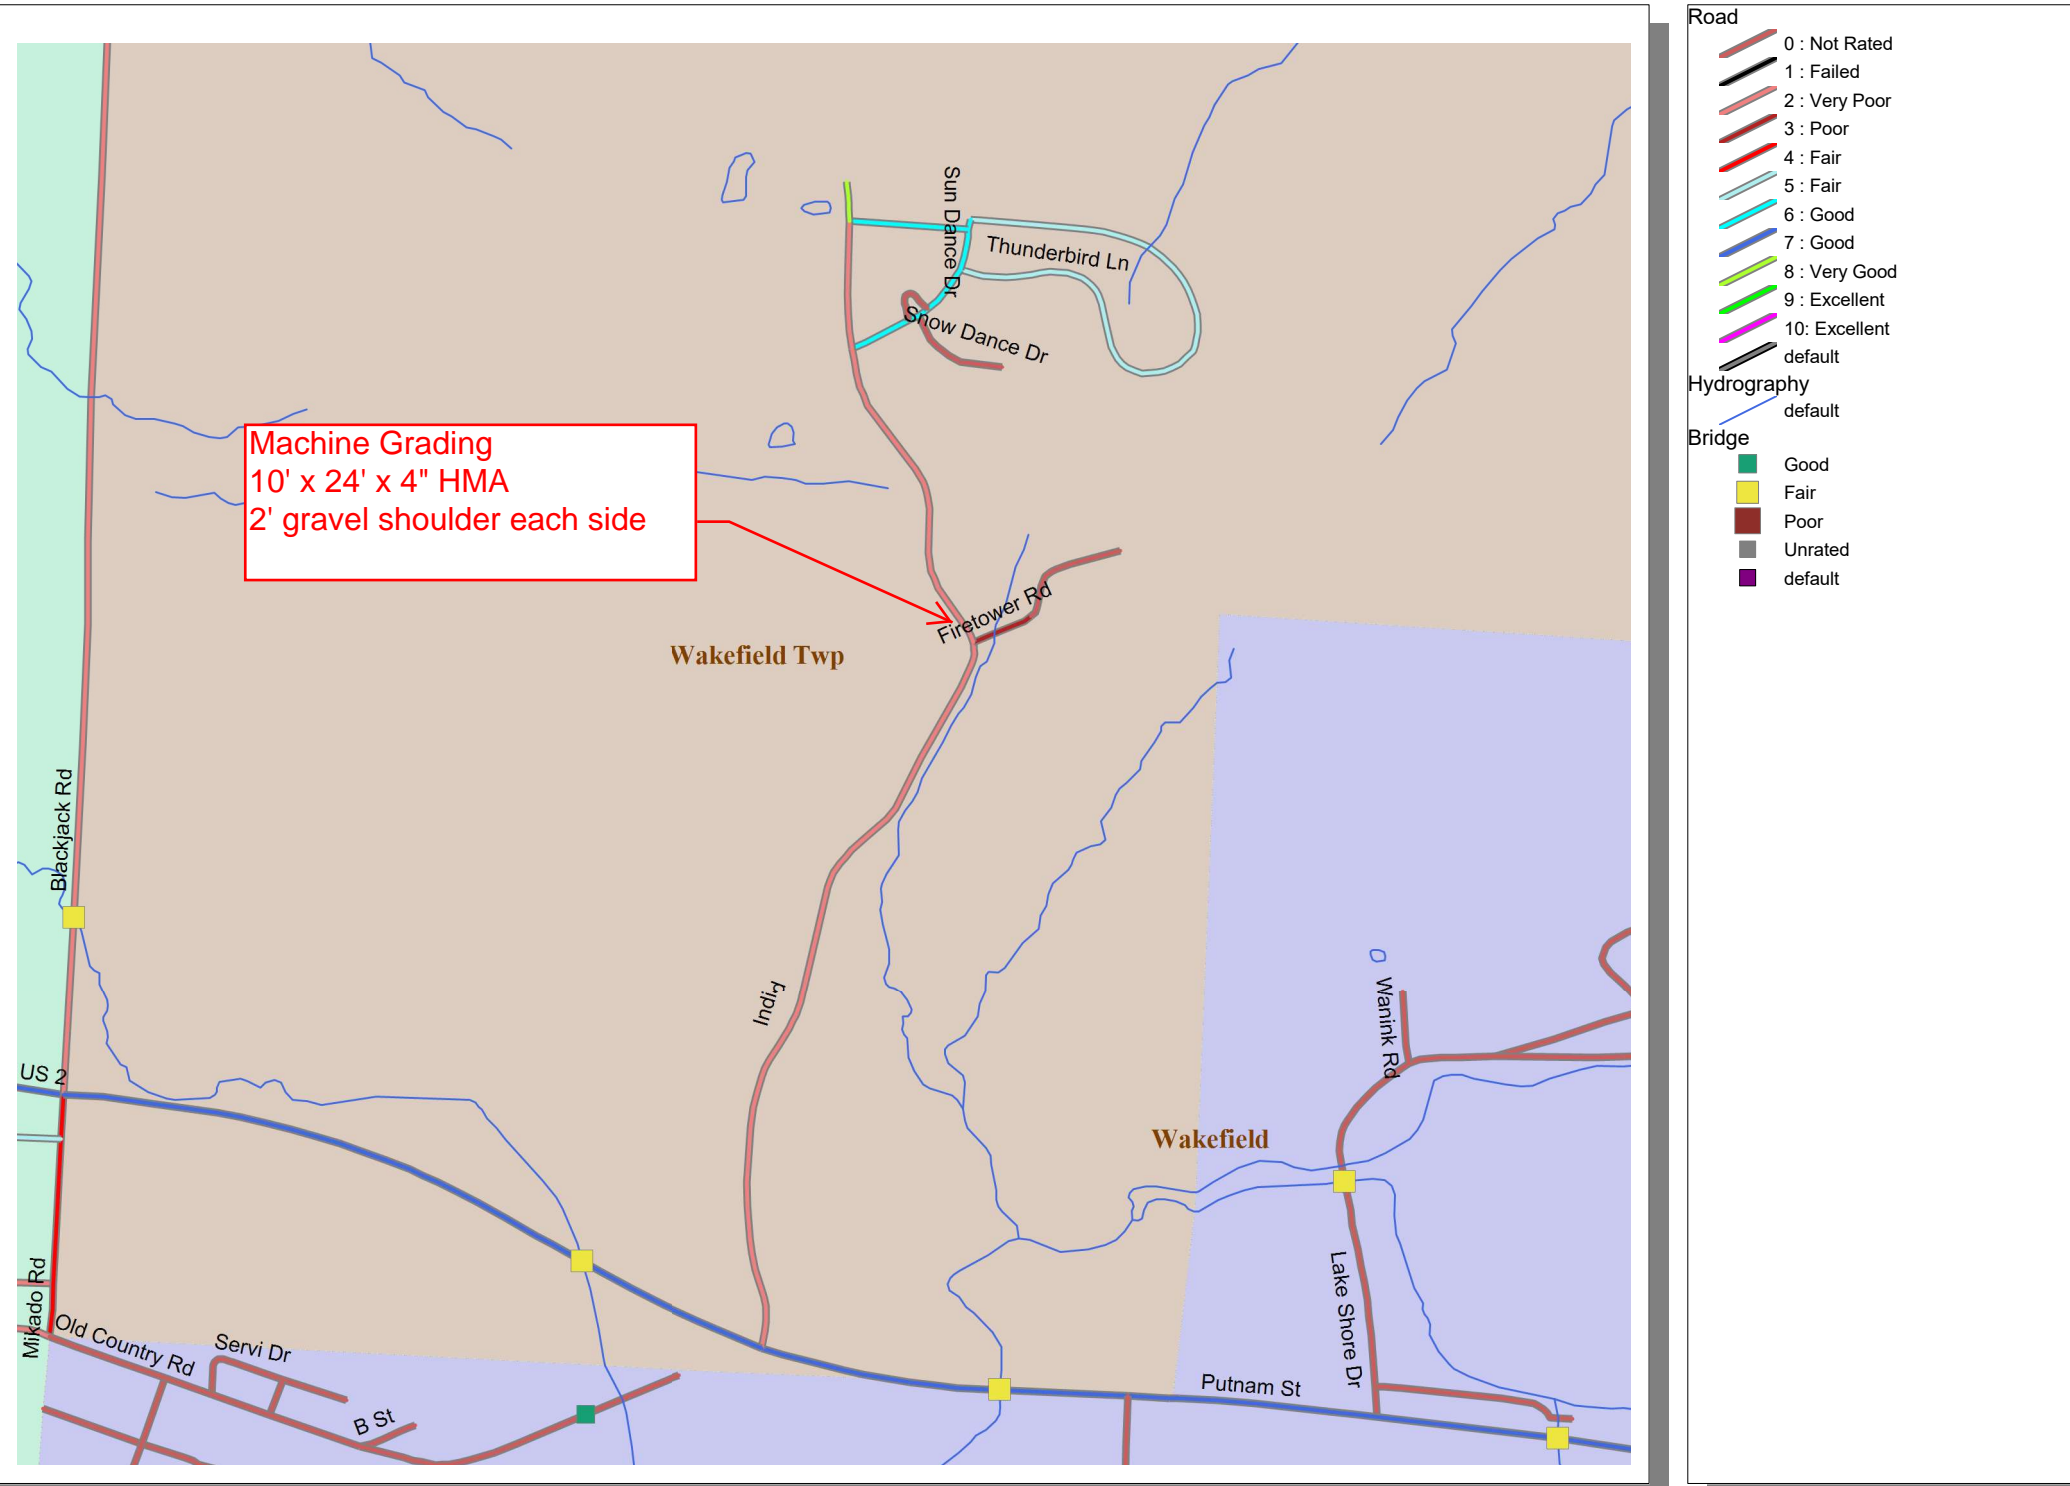 Sun Dance Dr
Thunderbird Ln
Snow Dance Dr
Machine Grading
10' x 24' x 4" HMA
2' gravel shoulder each side
Firetower Rd
Wakefield Twp
Blackjack Rd
Wanink Rd
US 2
Wakefield
Mikado Rd
Old Country Rd
Servi Dr
B St
Lake Shore Dr
Putnam St
Road
0 : Not Rated
1 : Failed
2 : Very Poor
3 : Poor
4 : Fair
5 : Fair
6 : Good
7 : Good
8 : Very Good
9 : Excellent
10: Excellent
default
Hydrography
default
Bridge
Good
Fair
Poor
Unrated
default